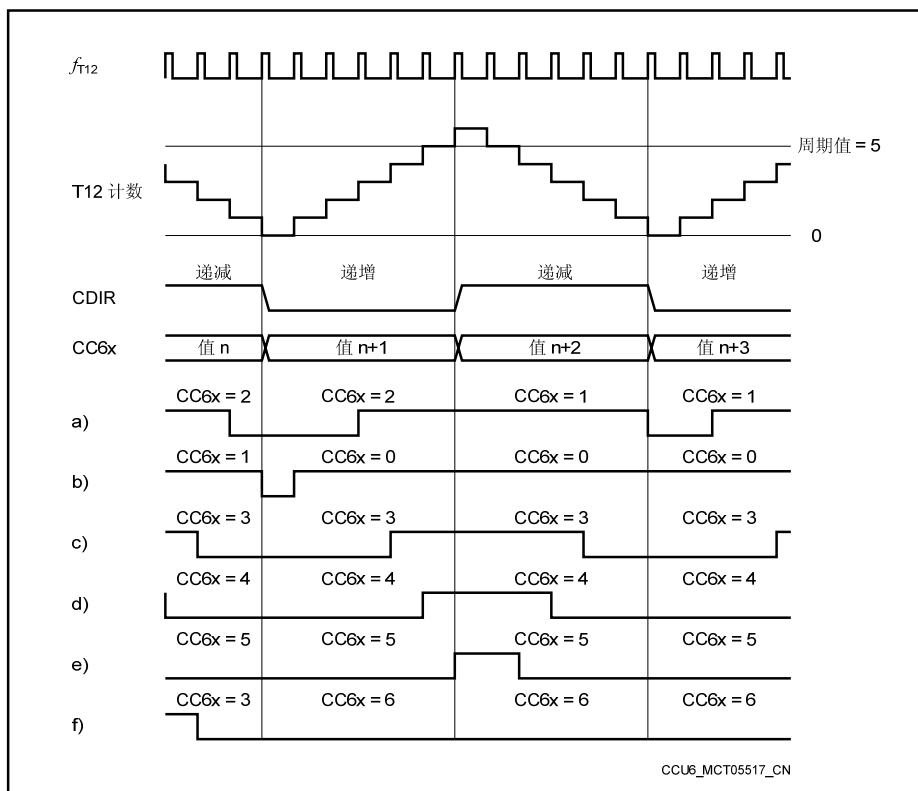 fT12
周期值 = 5
T12 计数
0
递减 递增 递减 递增
CDIR
CC6x 值 n 值 n+1 值 n+2 值 n+3
CC6x = 2 CC6x = 2 CC6x = 1 CC6x = 1
a)
CC6x = 1 CC6x = 0 CC6x = 0 CC6x = 0
b)
CC6x = 3 CC6x = 3 CC6x = 3 CC6x = 3
c)
CC6x = 4 CC6x = 4 CC6x = 4 CC6x = 4
d)
CC6x = 5 CC6x = 5 CC6x = 5 CC6x = 5
e)
CC6x = 3 CC6x = 6 CC6x = 6 CC6x = 6
f)
CCU6_MCT05517_CN